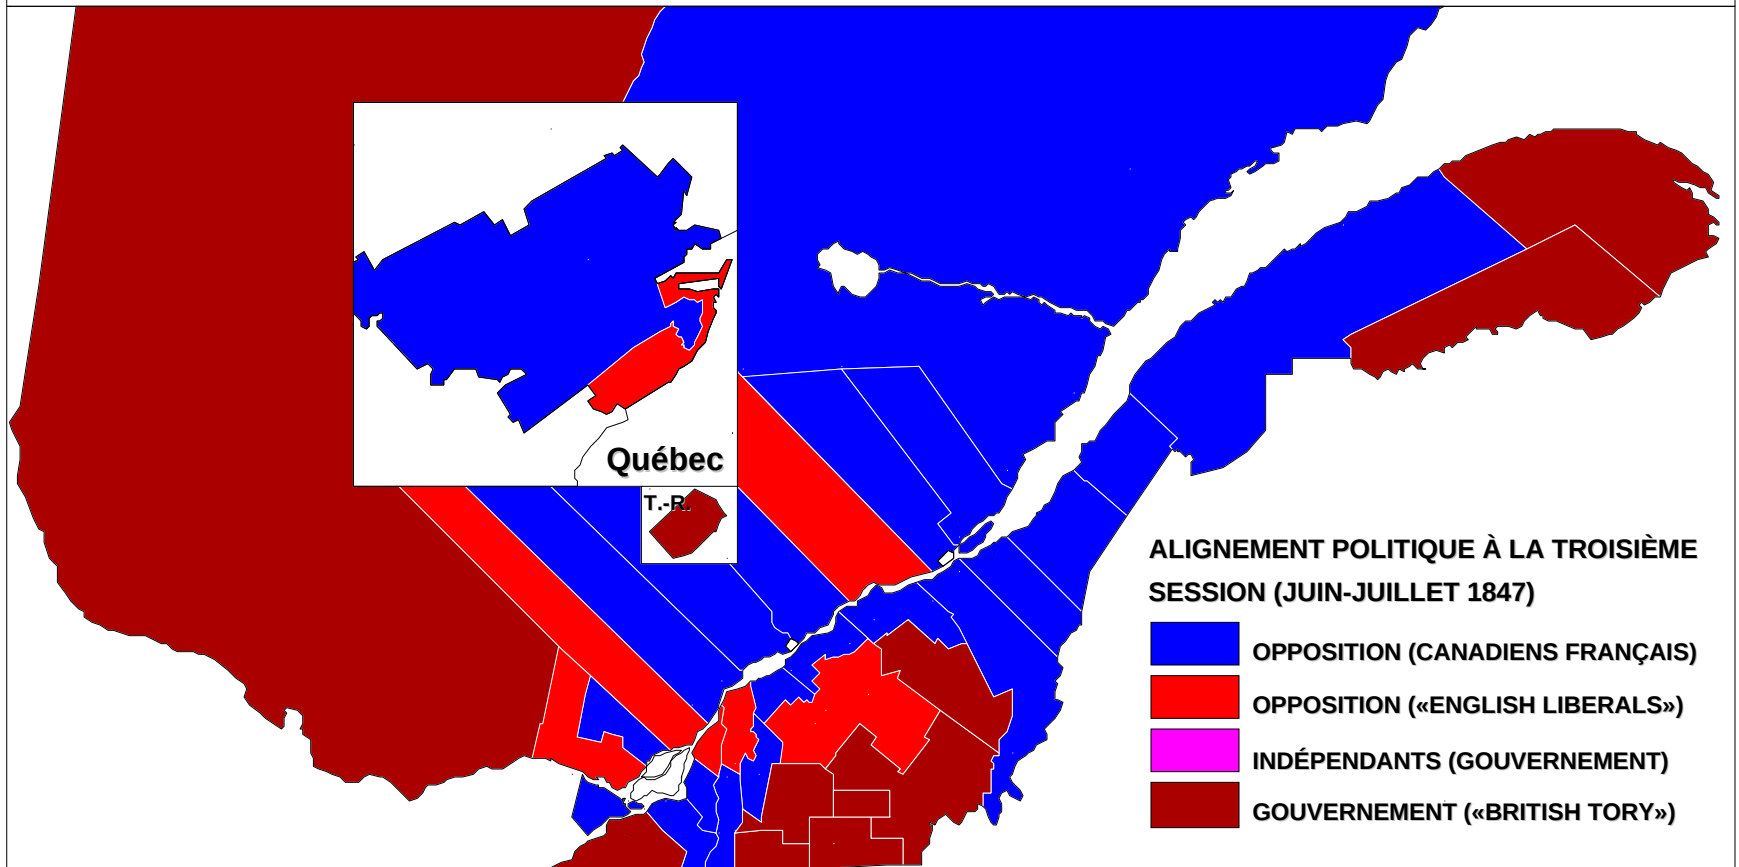 Québec
T.-R.
ALIGNEMENT POLITIQUE À LA TROISIÈME
SESSION (JUIN-JUILLET 1847)
OPPOSITION (CANADIENS FRANÇAIS)
OPPOSITION («ENGLISH LIBERALS»)
INDÉPENDANTS (GOUVERNEMENT)
GOUVERNEMENT («BRITISH TORY»)